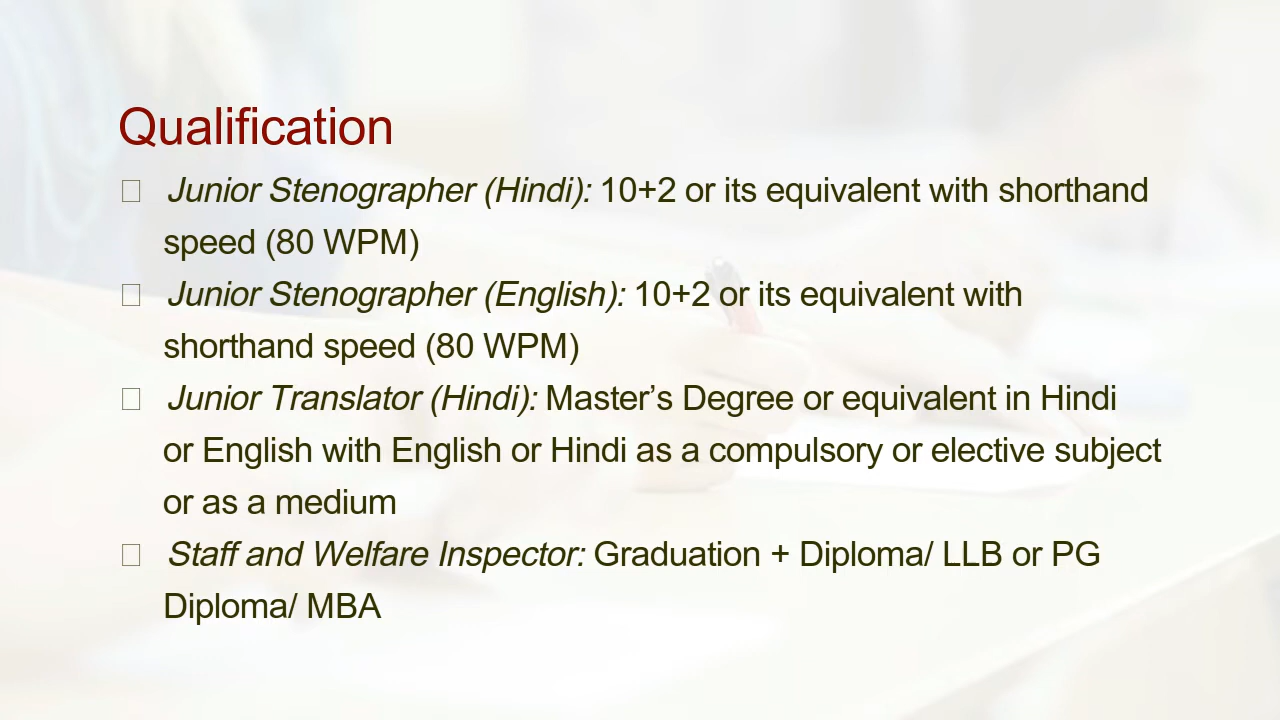 Qualification
Junior Stenographer (Hindi): 10+2 or its equivalent with shorthand
speed (80 WPM)
Junior Stenographer (English): 10+2 or its equivalent with
shorthand speed (80 WPM)
Junior Translator (Hindi): Master’s Degree or equivalent in Hindi
or English with English or Hindi as a compulsory or elective subject
or as a medium
Staff and Welfare Inspector: Graduation + Diploma/ LLB or PG
Diploma/ MBA